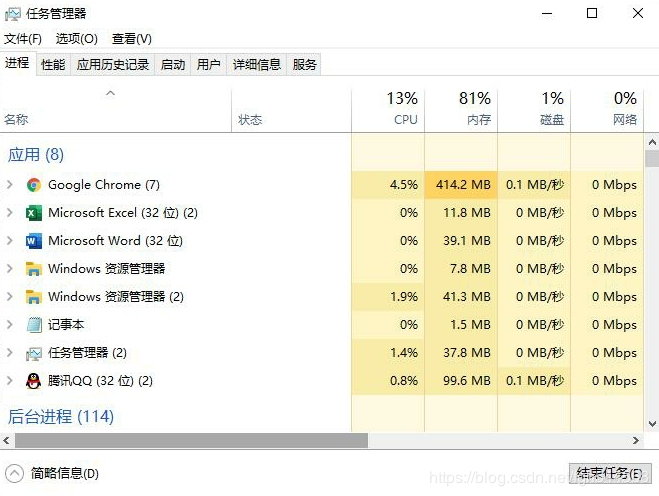 任务管理器
文件(F) 选项(O) 查看(V)
进程 性能 应用历史记录 启动 用户 详细信息 服务
13% 81% 1% 0%
名称 状态 CPU 内存 磁盘 网络
应用 (8)
Google Chrome (7) 4.5% 414.2 MB 0.1 MB/秒 0 Mbps
Microsoft Excel (32 位) (2) 0% 11.8 MB 0 MB/秒 0 Mbps
Microsoft Word (32 位) 0% 39.1 MB 0 MB/秒 0 Mbps
Windows 资源管理器 0% 7.8 MB 0 MB/秒 0 Mbps
Windows 资源管理器 (2) 1.9% 41.3 MB 0 MB/秒 0 Mbps
记事本 0% 1.5 MB 0 MB/秒 0 Mbps
任务管理器 (2) 1.4% 37.8 MB 0 MB/秒 0 Mbps
腾讯QQ (32 位) (2) 0.8% 99.6 MB 0.1 MB/秒 0 Mbps
后台进程 (114)
简略信息(D) 结束任务(E)